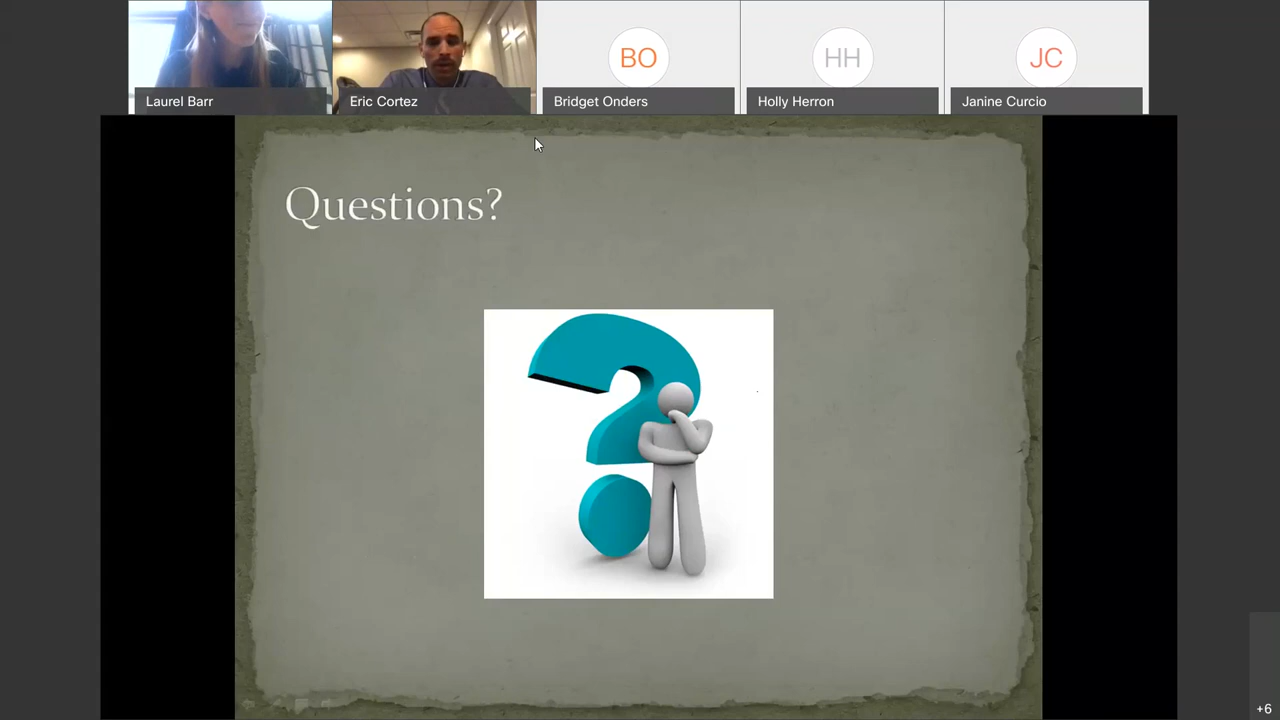 BO
HH
JC
Laurel Barr
Eric Cortez
Bridget Onders
Holly Herron
Janine Curcio
Questions?
+6